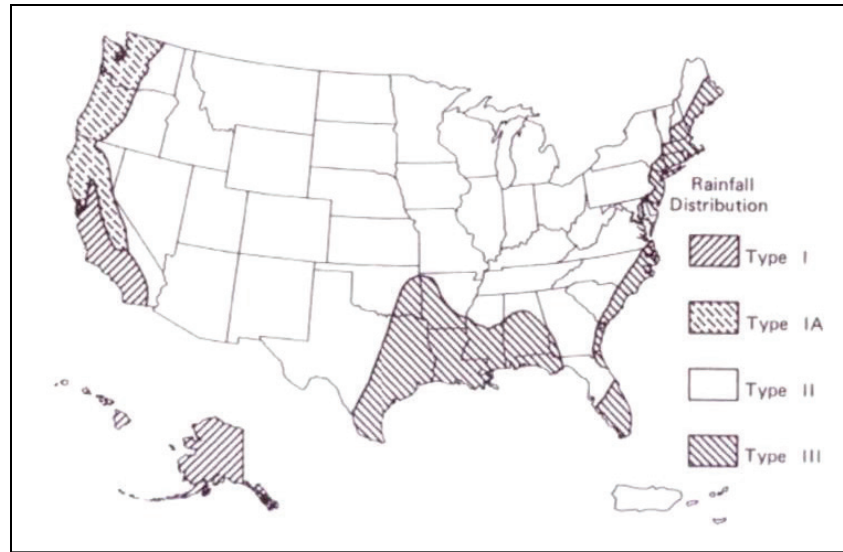 Rainfall
Distribution
Type I
Type IA
Type II
Type III